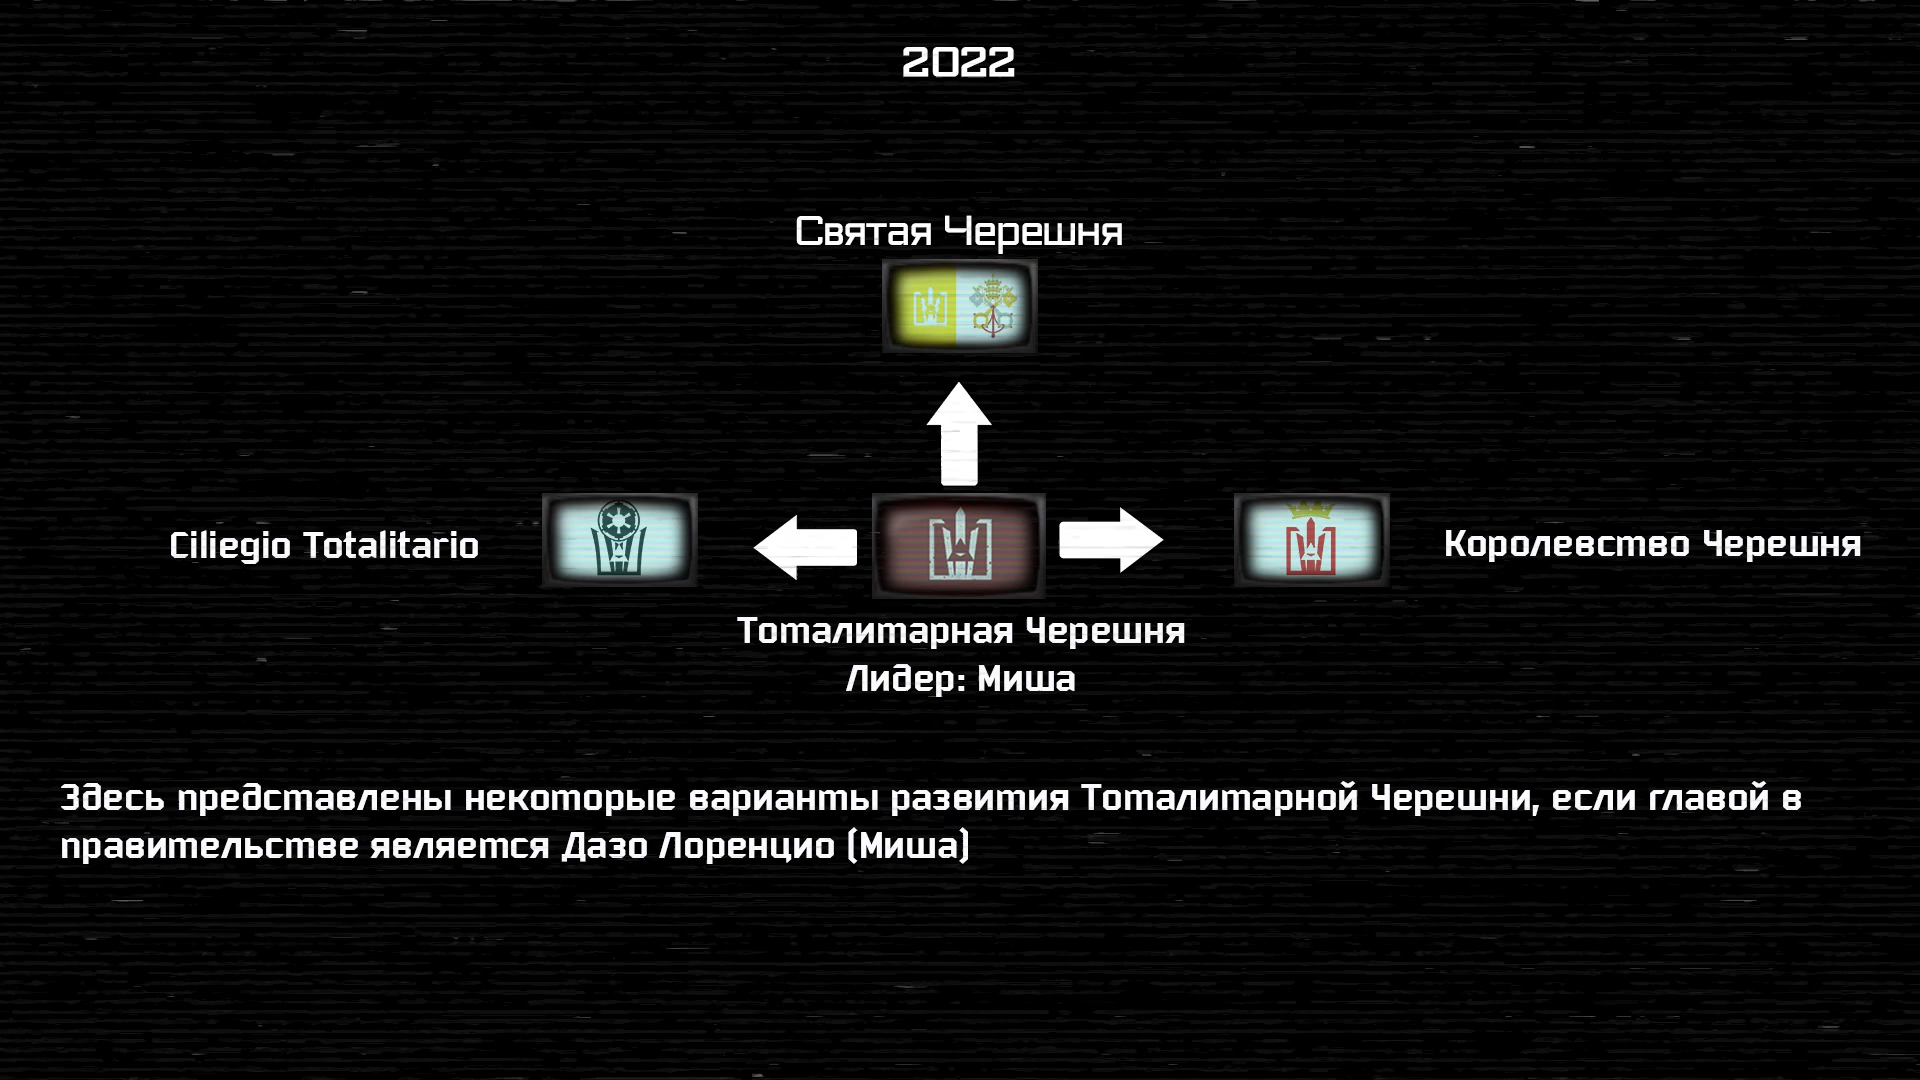 2022
Святая Черешня
Ciliegio Totalitario
Королевство Черешня
Тоталитарная Черешня
Лидер: Миша
Здесь представлены некоторые варианты развития Тоталитарной Черешни, если главой в
правительстве является Дазо Лоренцио (Миша)